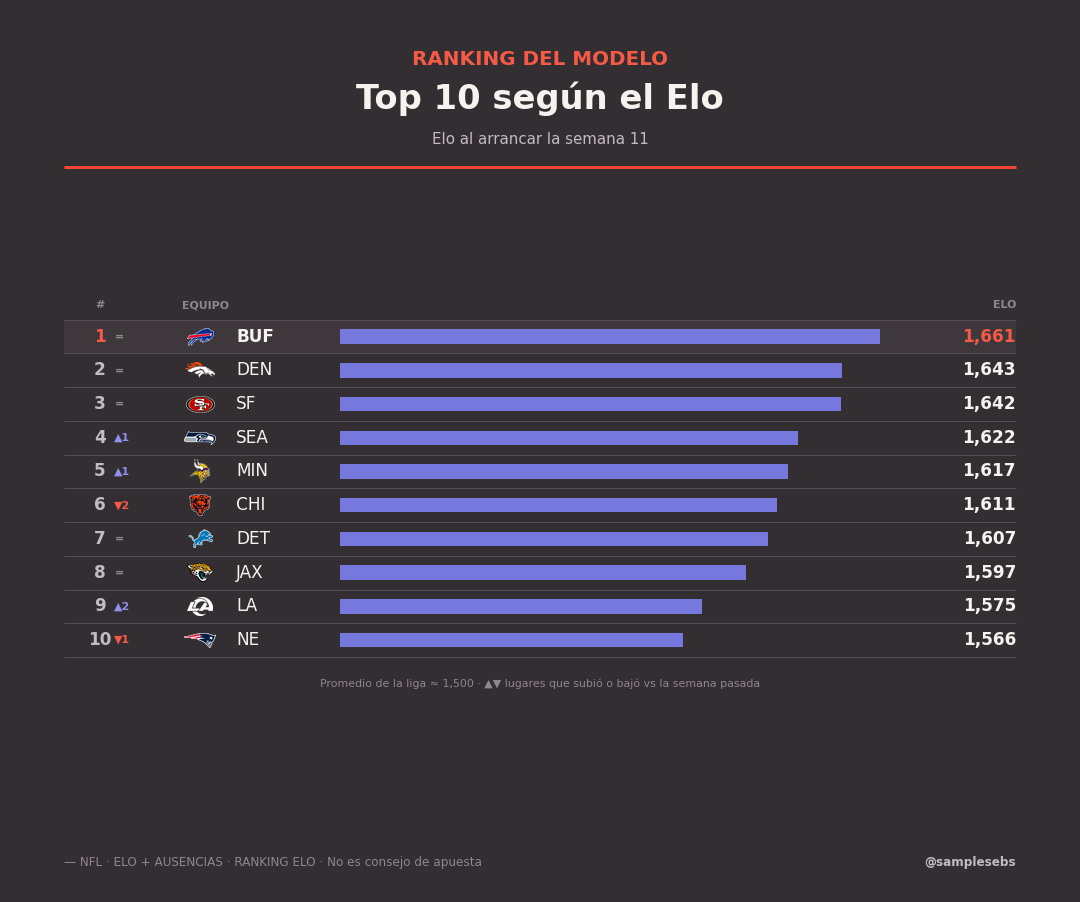 RANKING DEL MODELO
Top 10 según el Elo
Elo al arrancar la semana 11
# EQUIPO ELO
1 = BUF 1,661
2 = DEN 1,643
3 = SF 1,642
4 ▲1 SEA 1,622
5 ▲1 MIN 1,617
6 ▼2 CHI 1,611
7 = DET 1,607
8 = JAX 1,597
9 ▲2 LA 1,575
10 ▼1 NE 1,566
Promedio de la liga ≈ 1,500 · ▲▼ lugares que subió o bajó vs la semana pasada
— NFL · ELO + AUSENCIAS · RANKING ELO · No es consejo de apuesta @samplesebs